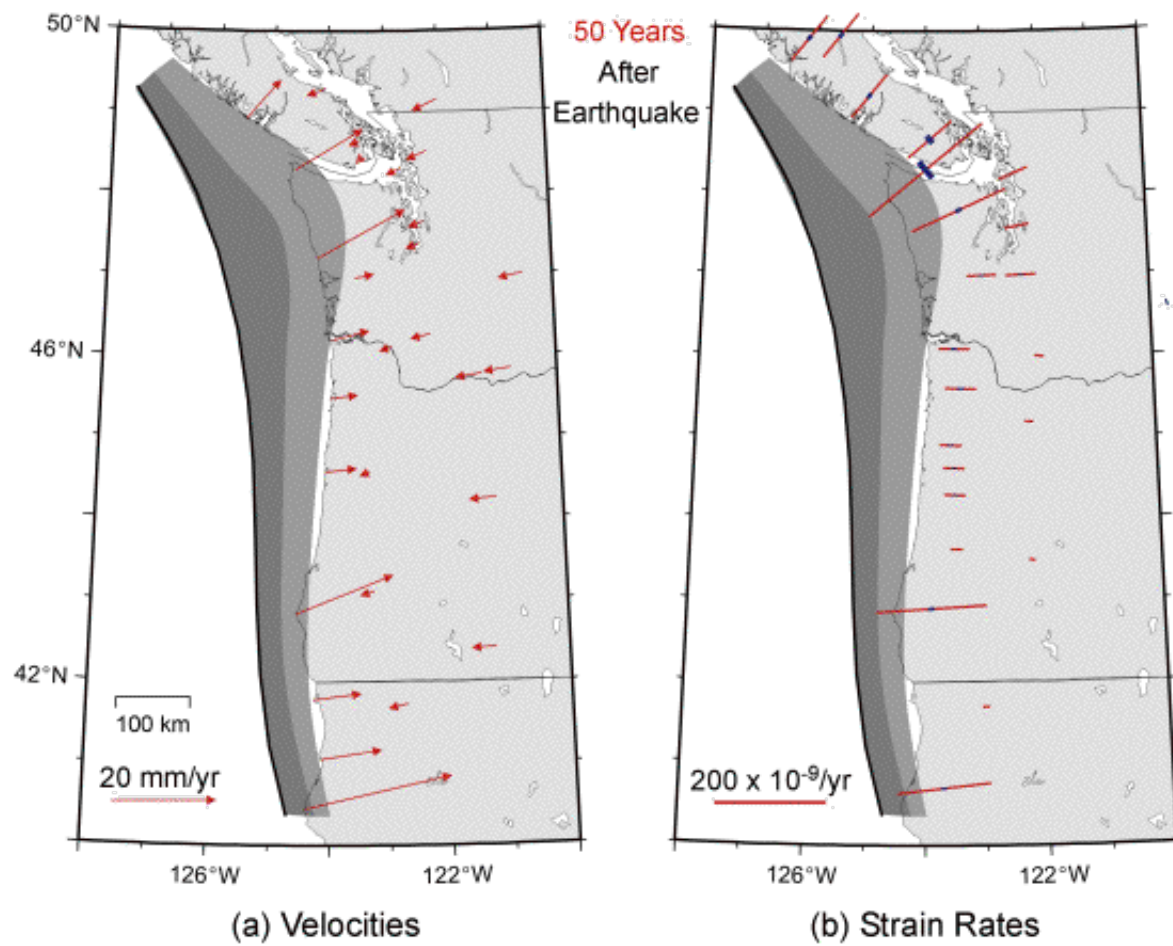 50°N
50 Years
After
Earthquake
46°N
42°N
100 km
20 mm/yr
200 x 10⁻⁹/yr
126°W
122°W
126°W
122°W
(a) Velocities
(b) Strain Rates